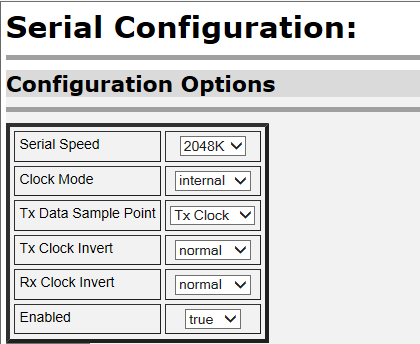 Serial Configuration:
Configuration Options
Serial Speed 2048K
Clock Mode internal
Tx Data Sample Point Tx Clock
Tx Clock Invert normal
Rx Clock Invert normal
Enabled true